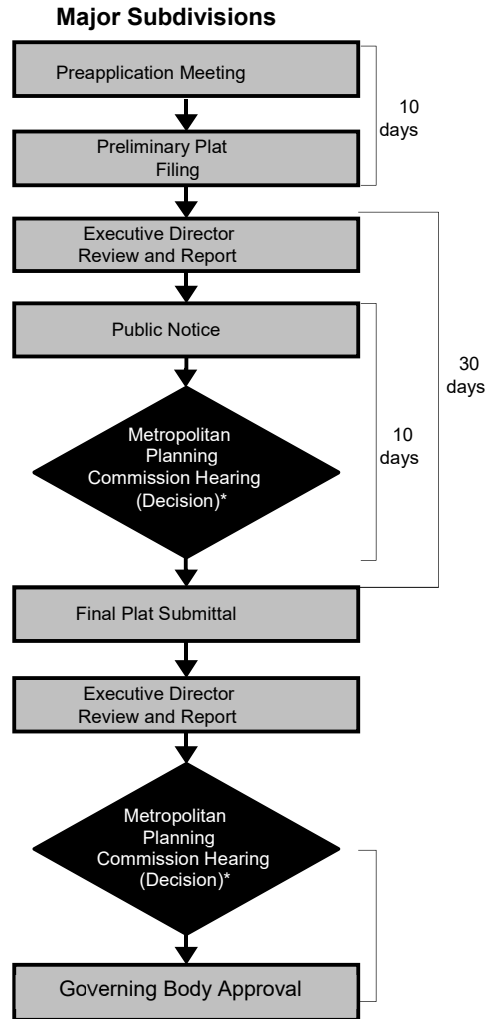 Major Subdivisions
Preapplication Meeting
10
days
Preliminary Plat
Filing
Executive Director
Review and Report
Public Notice
30
days
Metropolitan
Planning
Commission Hearing
(Decision)*
10
days
Final Plat Submittal
Executive Director
Review and Report
Metropolitan
Planning
Commission Hearing
(Decision)*
Governing Body Approval